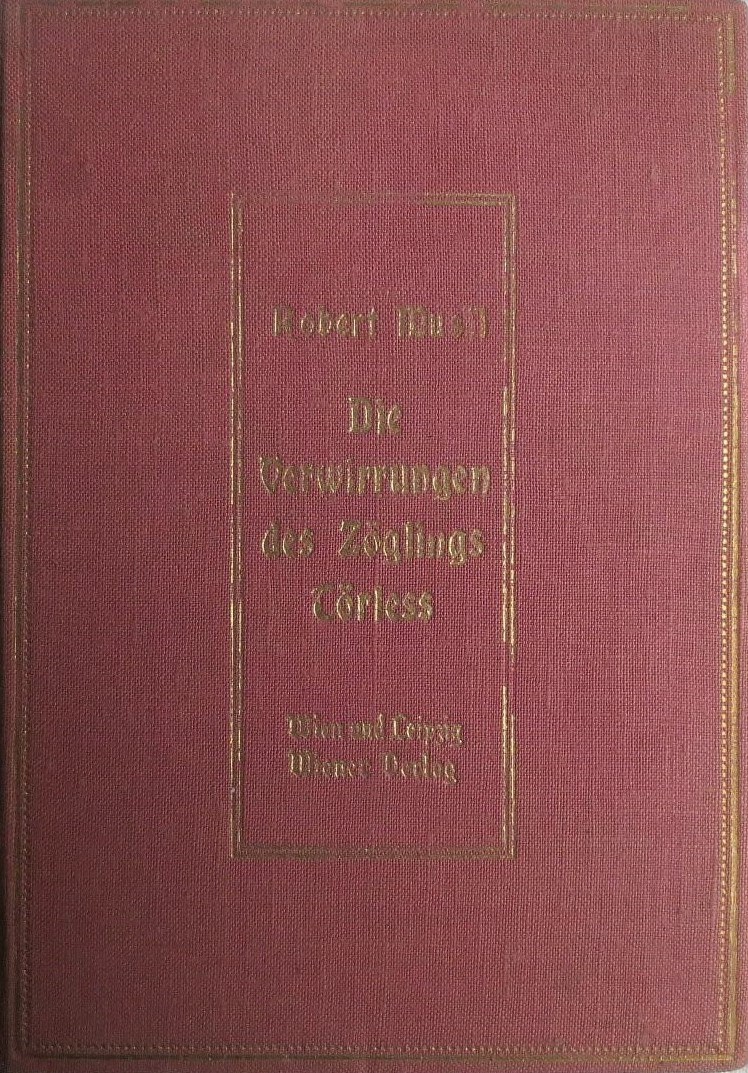 Robert Musil
Die
Verwirrungen
des Zöglings
Törless
Wien und Leipzig
Wiener Verlag